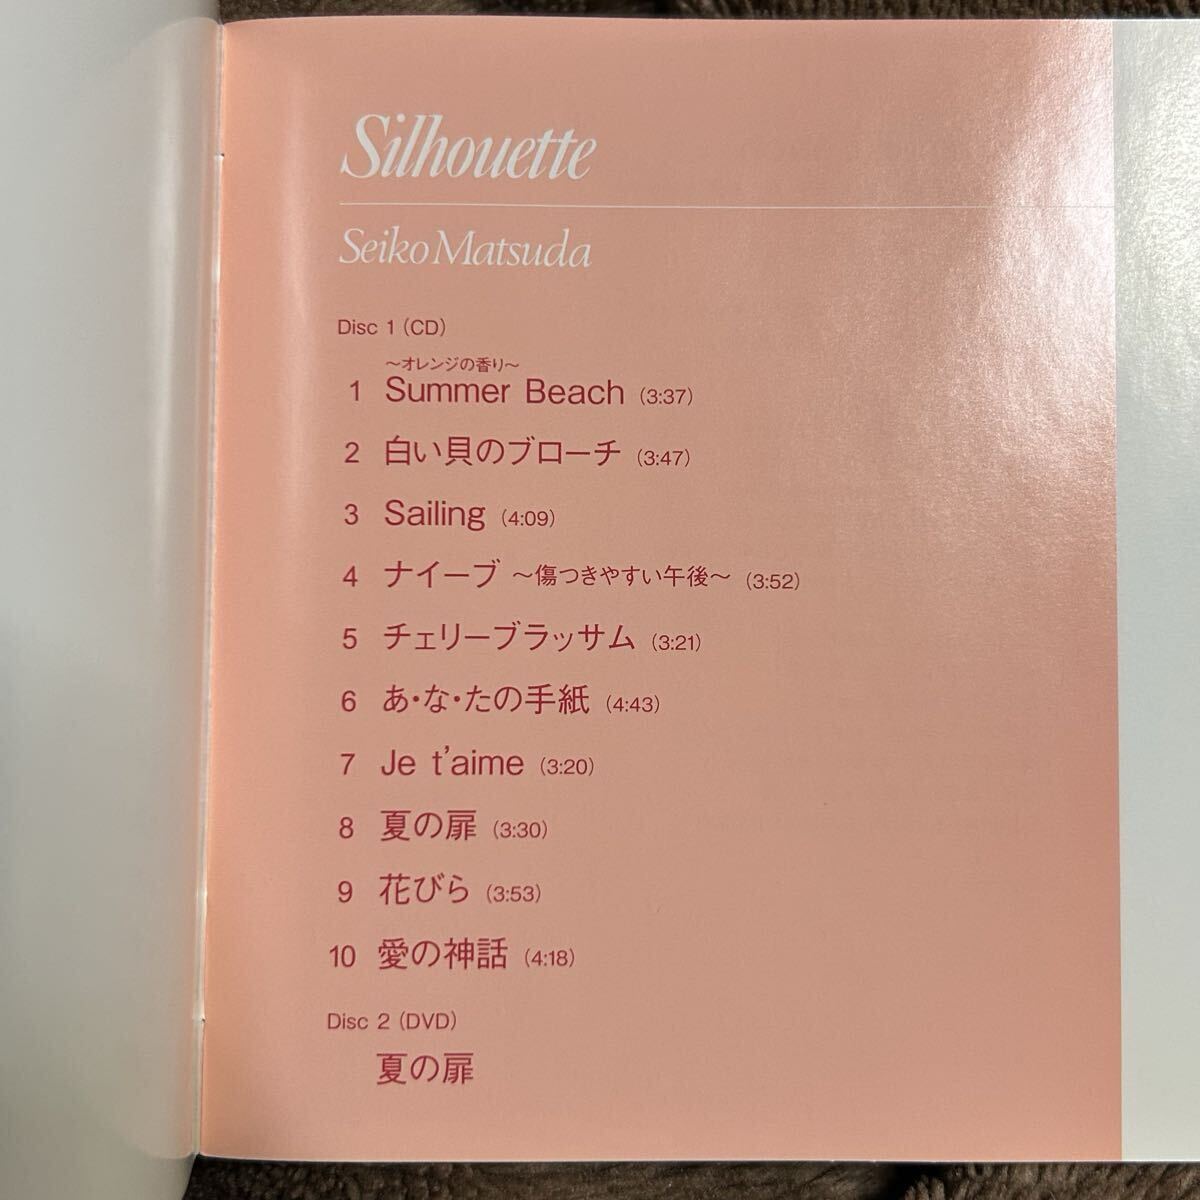 Silhouette
Seiko Matsuda
Disc 1 (CD)
～オレンジの香り～
1 Summer Beach (3:37)
2 白い貝のブローチ (3:47)
3 Sailing (4:09)
4 ナイーブ ～傷つきやすい午後～ (3:52)
5 チェリーブラッサム (3:21)
6 あ・な・たの手紙 (4:43)
7 Je t'aime (3:20)
8 夏の扉 (3:30)
9 花びら (3:53)
10 愛の神話 (4:18)
Disc 2 (DVD)
夏の扉